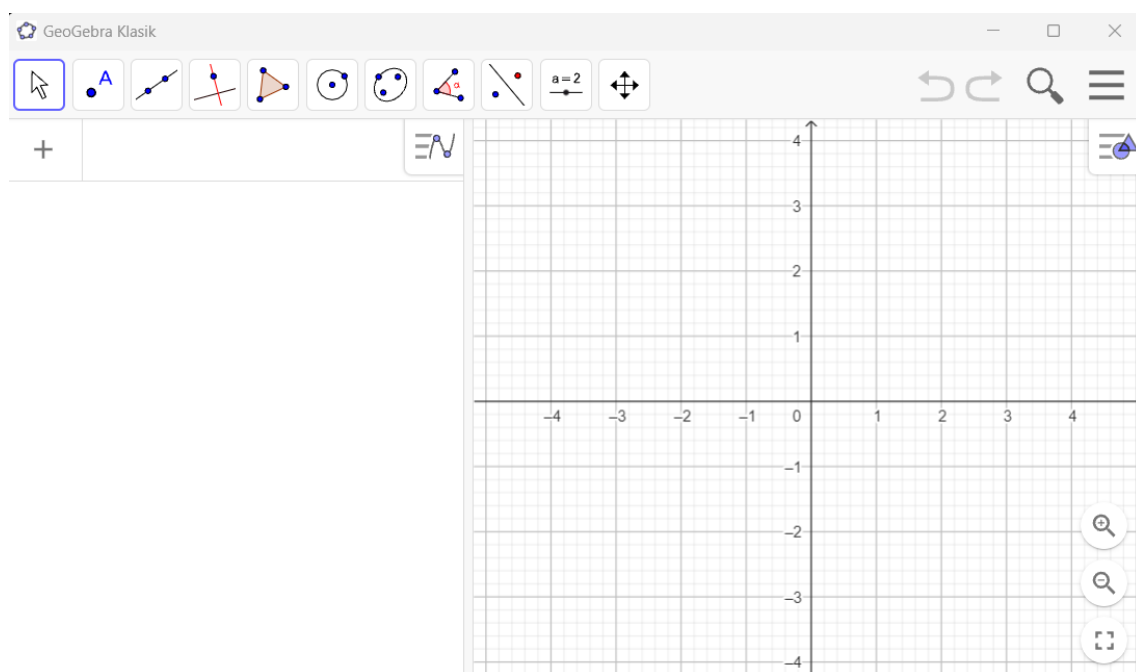 GeoGebra Klasik
A
α
a=2
+
4
3
2
1
–4 –3 –2 –1 0 1 2 3 4
–1
–2
–3
–4